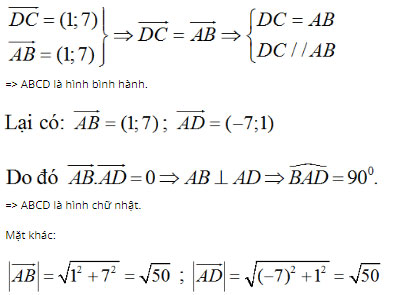 $\left.\begin{array}{l}\overrightarrow{DC} = (1;7)\\ \overrightarrow{AB} = (1;7)\end{array}\right\} \Rightarrow \overrightarrow{DC} = \overrightarrow{AB} \Rightarrow \left\{\begin{array}{l}DC = AB\\ DC // AB\end{array}\right.$
=> ABCD là hình bình hành.
Lại có: $\overrightarrow{AB} = (1;7)$ ; $\overrightarrow{AD} = (-7;1)$
Do đó $\overrightarrow{AB}.\overrightarrow{AD} = 0 \Rightarrow AB \perp AD \Rightarrow \widehat{BAD} = 90^0.$
=> ABCD là hình chữ nhật.
Mặt khác:
$\left|\overrightarrow{AB}\right| = \sqrt{1^2 + 7^2} = \sqrt{50}$ ; $\left|\overrightarrow{AD}\right| = \sqrt{(-7)^2 + 1^2} = \sqrt{50}$